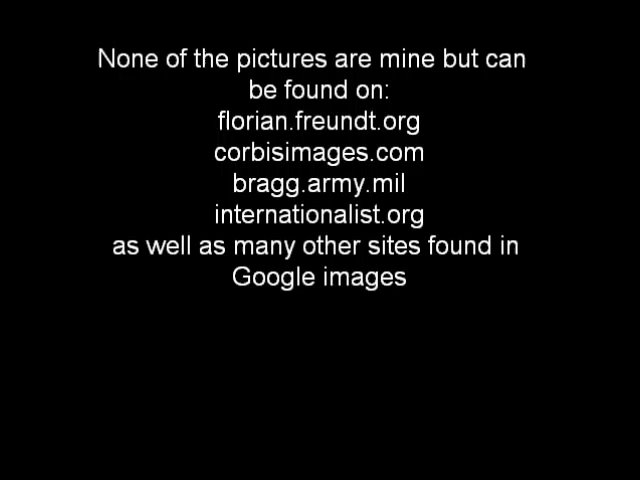 None of the pictures are mine but can
be found on:
florian.freundt.org
corbisimages.com
bragg.army.mil
internationalist.org
as well as many other sites found in
Google images